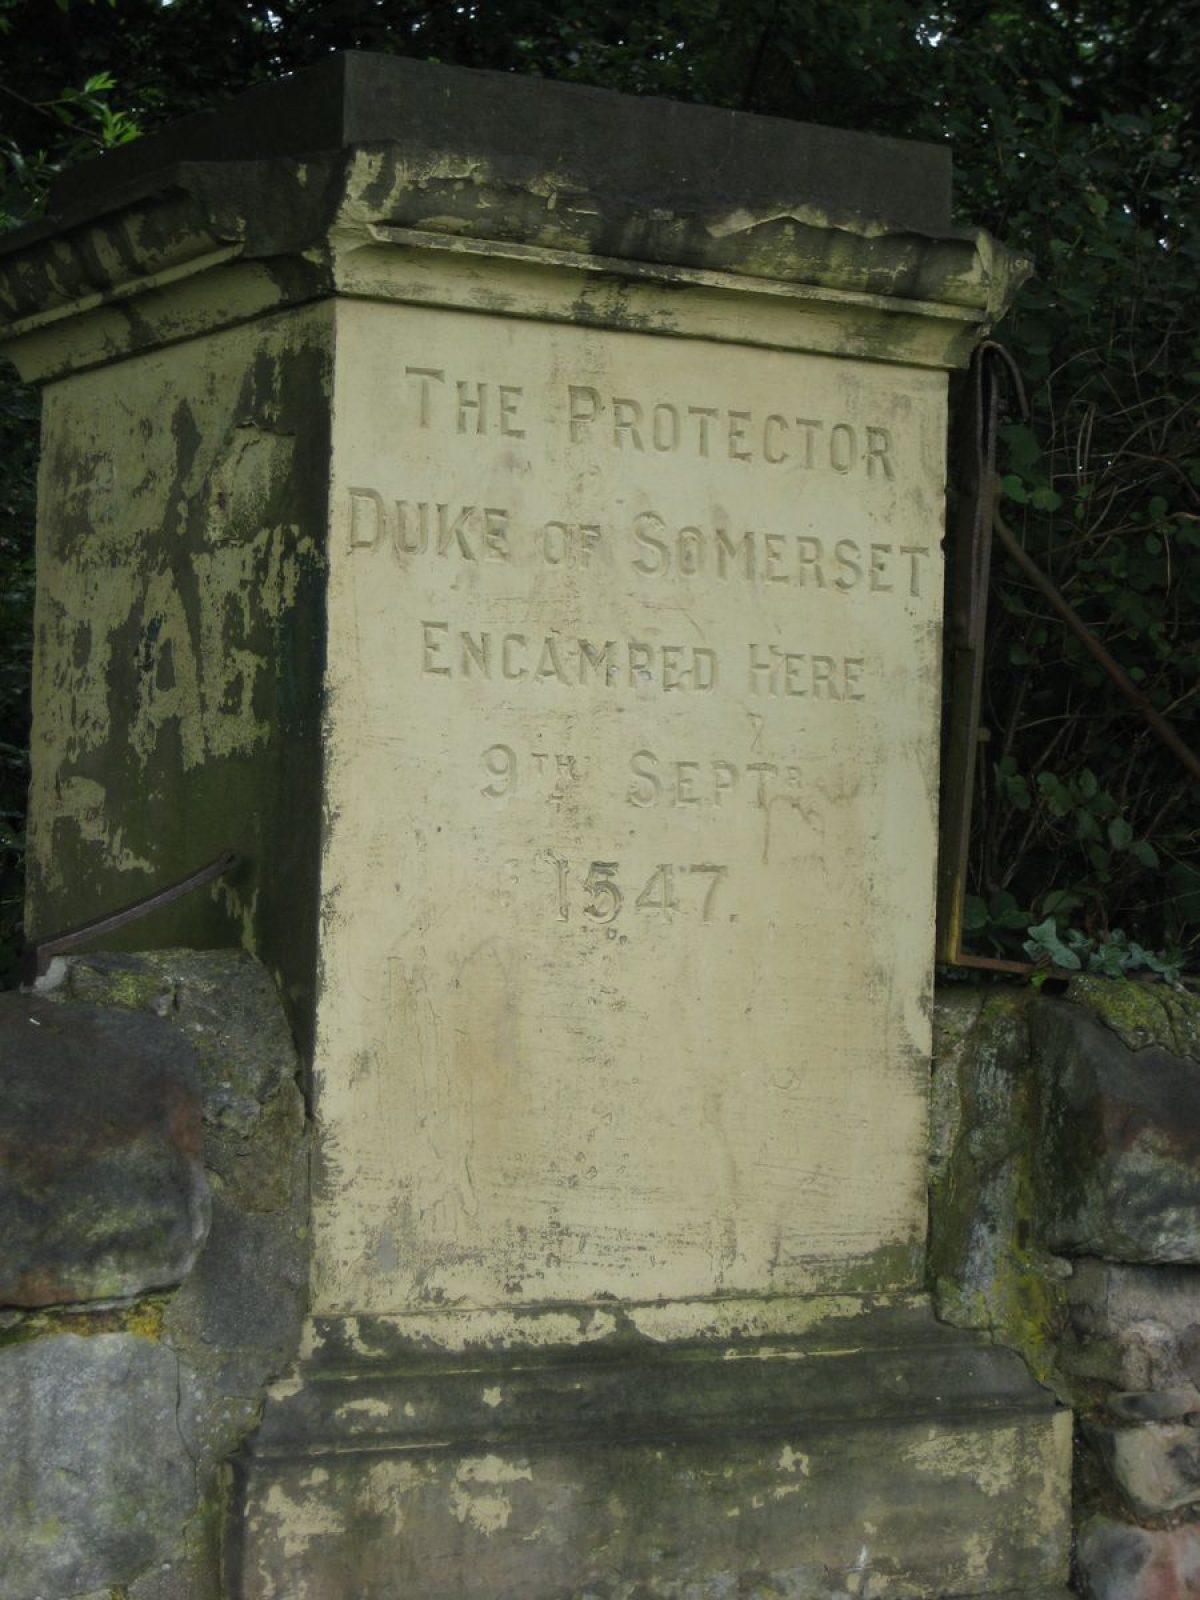 THE PROTECTOR
DUKE OF SOMERSET
ENCAMPED HERE
9TH SEPTR
1547.